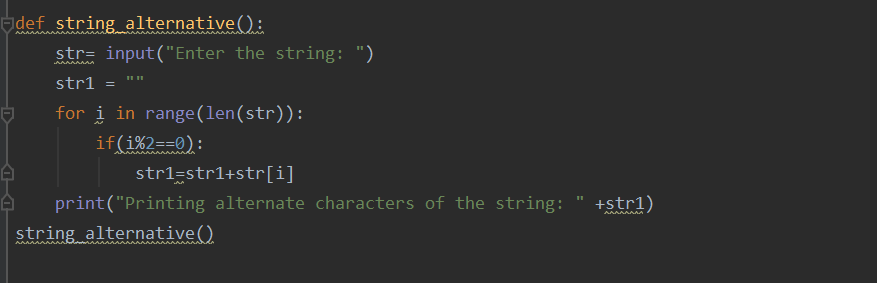 def string_alternative():
    str= input("Enter the string: ")
    str1 = ""
    for i in range(len(str)):
        if(i%2==0):
            str1=str1+str[i]
    print("Printing alternate characters of the string: " +str1)
string_alternative()